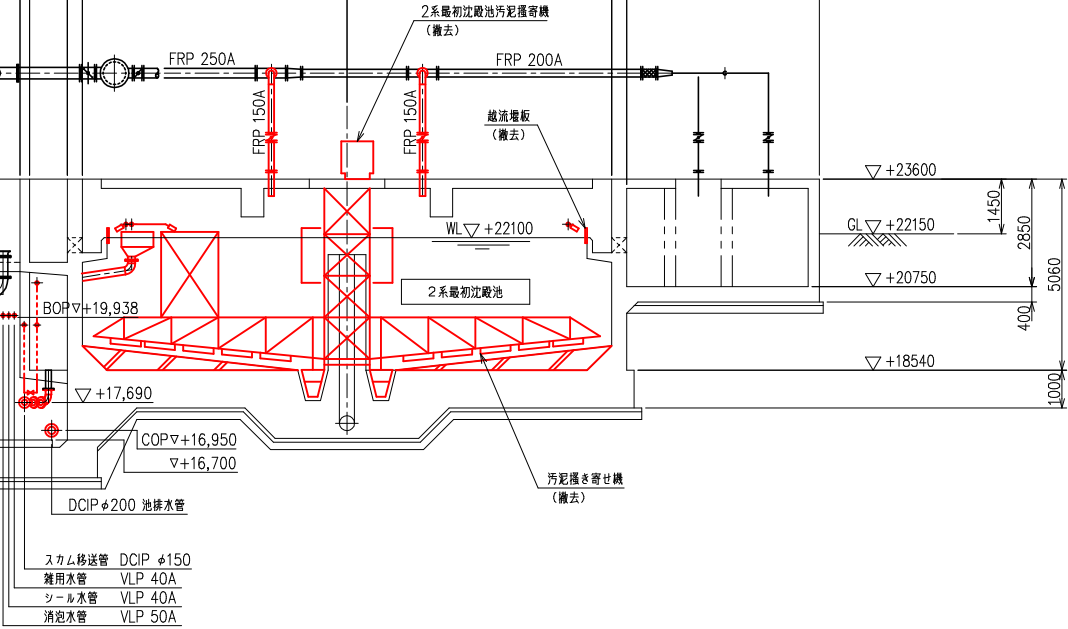 2系最初沈殿池汚泥掻寄機
(撤去)
FRP 250A
FRP 200A
FRP 150A
FRP 150A
越流堰板
(撤去)
▽ +23600
WL▽ +22100
GL ▽ +22150
1450
2850
5060
▽ +20750
2系最初沈殿池
BOP▽+19,938
400
▽ +18540
▽ +17,690
1000
COP▽+16,950
▽+16,700
汚泥掻き寄せ機
(撤去)
DCIPφ200 池排水管
スカム移送管 DCIP φ150
雑用水管 VLP 40A
シール水管 VLP 40A
消泡水管 VLP 50A